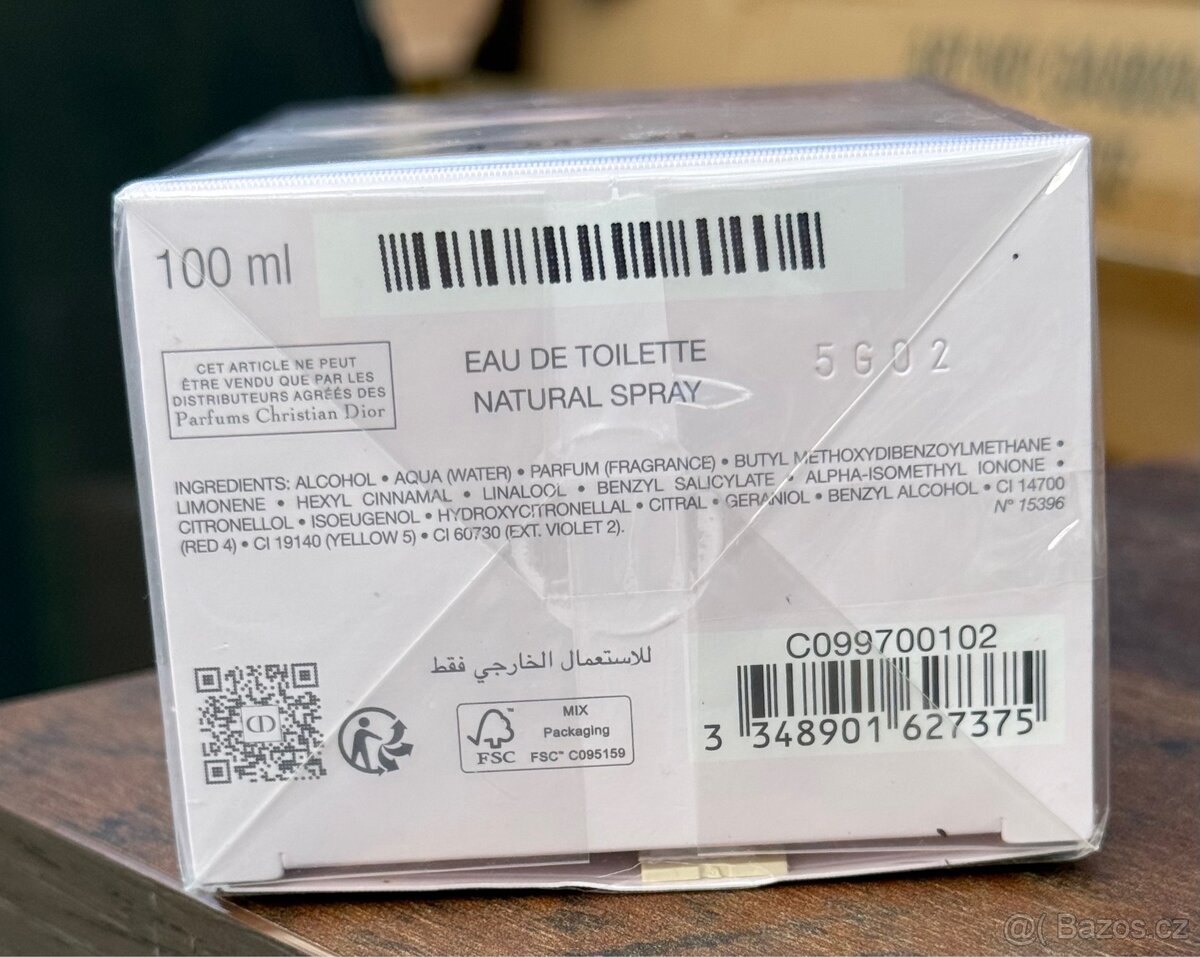 100 ml
CET ARTICLE NE PEUT
ÊTRE VENDU QUE PAR LES
DISTRIBUTEURS AGRÉÉS DES
Parfums Christian Dior
EAU DE TOILETTE
NATURAL SPRAY
5G02
INGREDIENTS: ALCOHOL • AQUA (WATER) • PARFUM (FRAGRANCE) • BUTYL METHOXYDIBENZOYLMETHANE •
LIMONENE • HEXYL CINNAMAL • LINALOOL • BENZYL SALICYLATE • ALPHA-ISOMETHYL IONONE •
CITRONELLOL • ISOEUGENOL • HYDROXYCITRONELLAL • CITRAL • GERANIOL • BENZYL ALCOHOL • CI 14700
(RED 4) • CI 19140 (YELLOW 5) • CI 60730 (EXT. VIOLET 2).
N° 15396
للاستعمال الخارجي فقط
CD
FSC
MIX
Packaging
FSC™ C095159
C099700102
3 348901 627375
@( Bazos.cz